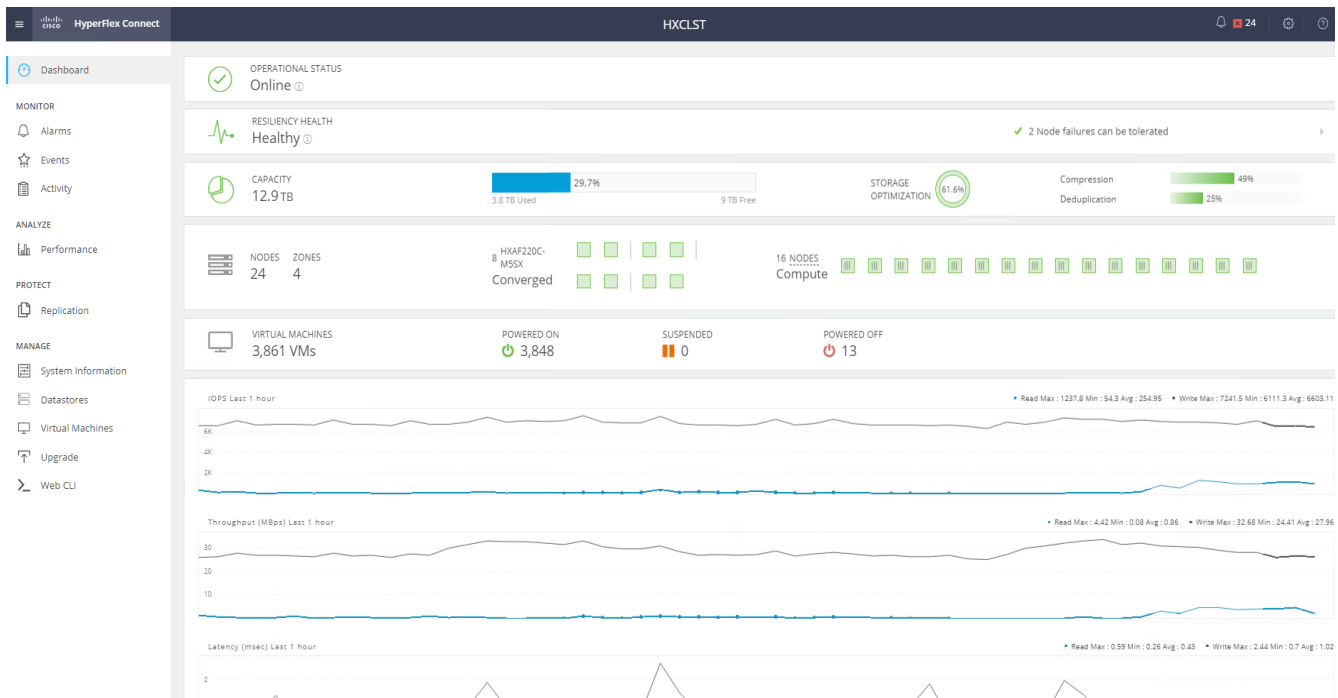 cisco HyperFlex Connect
HXCLST
24
Dashboard
MONITOR
Alarms
Events
Activity
ANALYZE
Performance
PROTECT
Replication
MANAGE
System Information
Datastores
Virtual Machines
Upgrade
Web CLI
OPERATIONAL STATUS
Online
RESILIENCY HEALTH
Healthy
2 Node failures can be tolerated
CAPACITY
12.9 TB
29.7%
3.8 TB Used 9 TB Free
STORAGE
OPTIMIZATION
61.6%
Compression 49%
Deduplication 25%
NODES ZONES
24 4
8 HXAF220C-
M5SX
Converged
16 NODES
Compute
VIRTUAL MACHINES
3,861 VMs
POWERED ON
3,848
SUSPENDED
0
POWERED OFF
13
IOPS Last 1 hour
Read Max : 1237.8 Min : 54.3 Avg : 254.95 Write Max : 7241.5 Min : 6111.3 Avg : 6603.11
6K
4K
2K
Throughput (MBps) Last 1 hour
Read Max : 4.42 Min : 0.08 Avg : 0.86 Write Max : 32.68 Min : 24.41 Avg : 27.96
30
20
10
Latency (msec) Last 1 hour
Read Max : 0.59 Min : 0.26 Avg : 0.43 Write Max : 2.44 Min : 0.7 Avg : 1.02
2